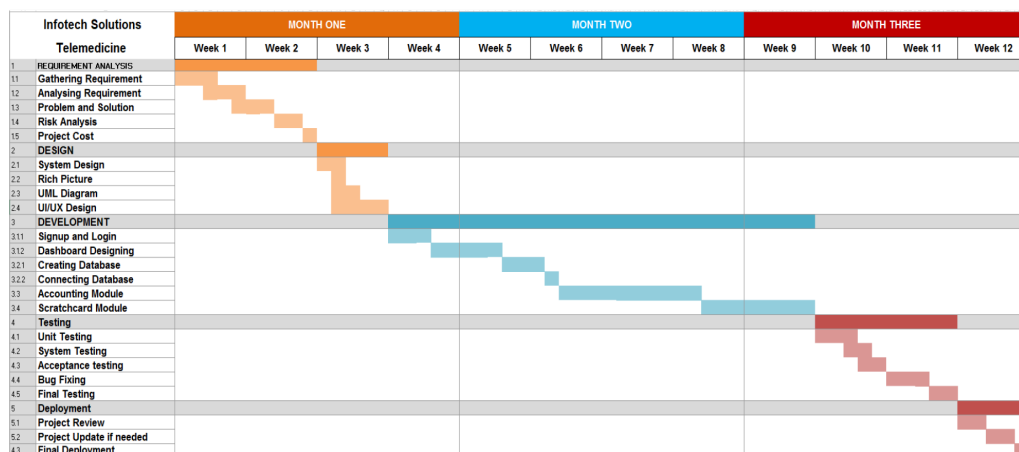 Infotech Solutions
MONTH ONE MONTH TWO MONTH THREE
Telemedicine Week 1 Week 2 Week 3 Week 4 Week 5 Week 6 Week 7 Week 8 Week 9 Week 10 Week 11 Week 12
1 REQUIREMENT ANALYSIS
1.1 Gathering Requirement
1.2 Analysing Requirement
1.3 Problem and Solution
1.4 Risk Analysis
1.5 Project Cost
2 DESIGN
2.1 System Design
2.2 Rich Picture
2.3 UML Diagram
2.4 UI/UX Design
3 DEVELOPMENT
3.1.1 Signup and Login
3.1.2 Dashboard Designing
3.2.1 Creating Database
3.2.2 Connecting Database
3.3 Accounting Module
3.4 Scratchcard Module
4 Testing
4.1 Unit Testing
4.2 System Testing
4.3 Acceptance testing
4.4 Bug Fixing
4.5 Final Testing
5 Deployment
5.1 Project Review
5.2 Project Update if needed
4.3 Final Deployment